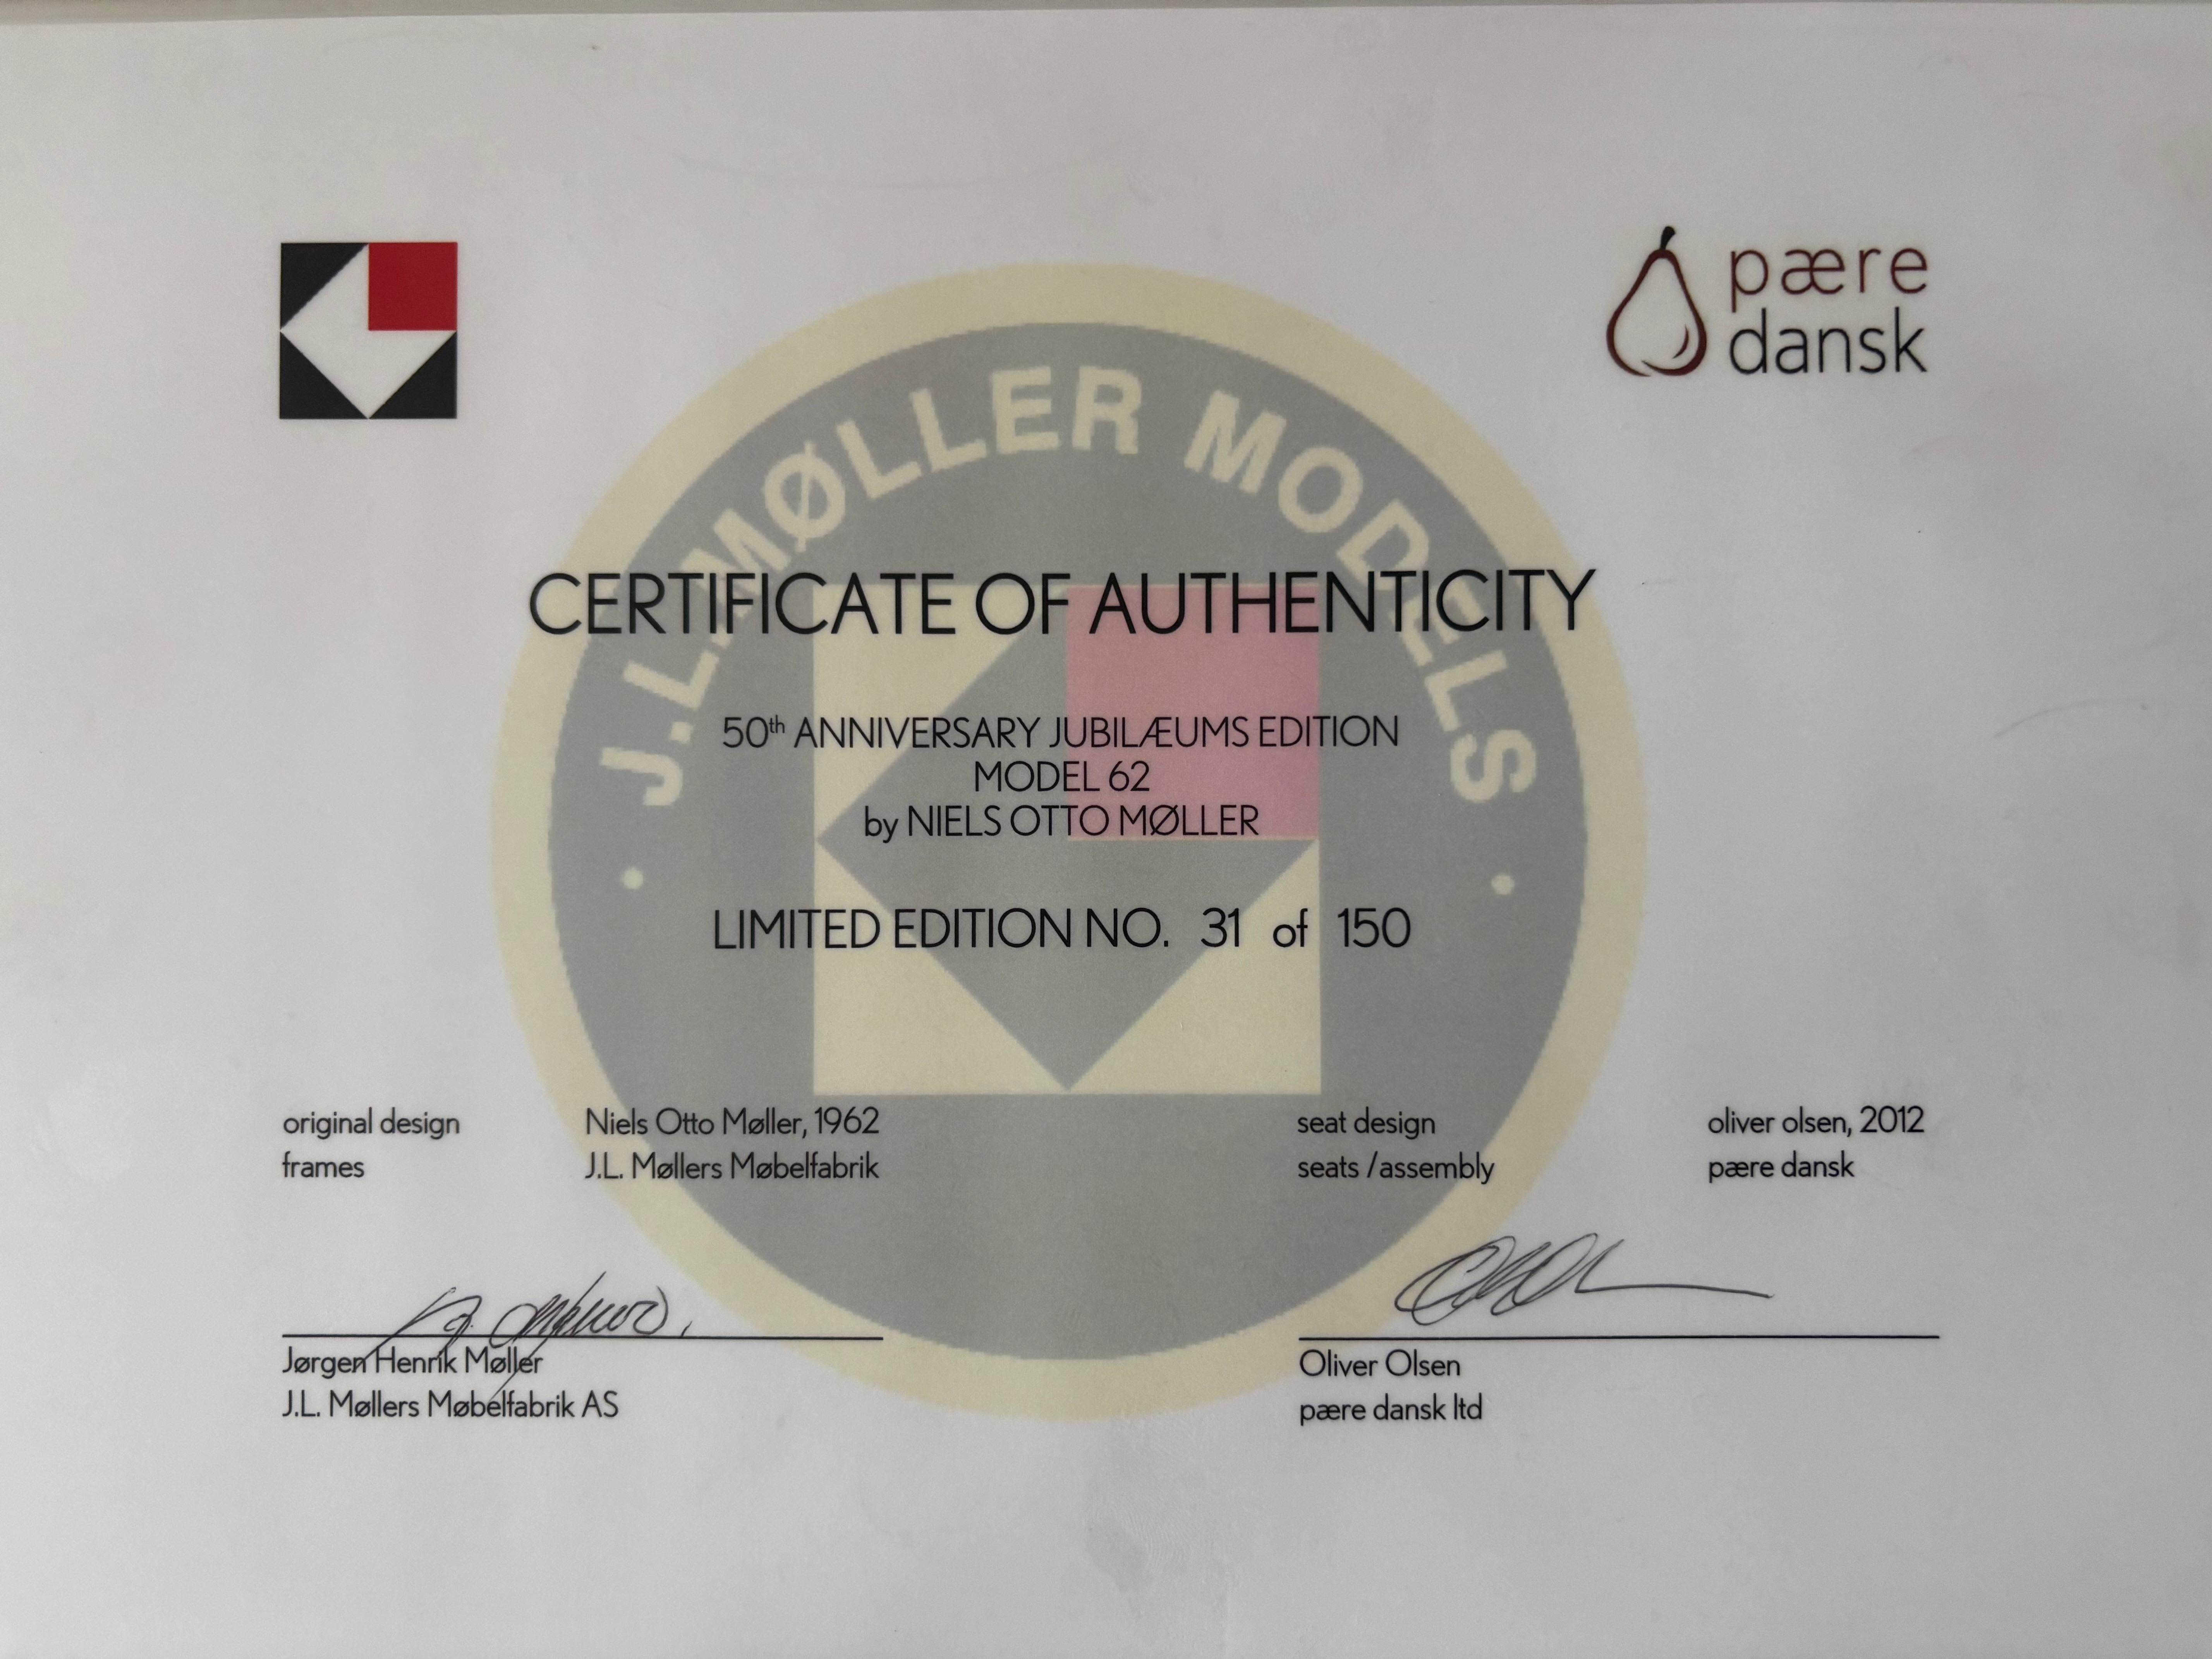 pære
dansk
J.L.MØLLER MODELS
CERTIFICATE OF AUTHENTICITY
50th ANNIVERSARY JUBILÆUMS EDITION
MODEL 62
by NIELS OTTO MØLLER
LIMITED EDITION NO. 31 of 150
original design Niels Otto Møller, 1962 seat design oliver olsen, 2012
frames J.L. Møllers Møbelfabrik seats /assembly pære dansk
Jørgen Henrik Møller
J.L. Møllers Møbelfabrik AS
Oliver Olsen
pære dansk ltd